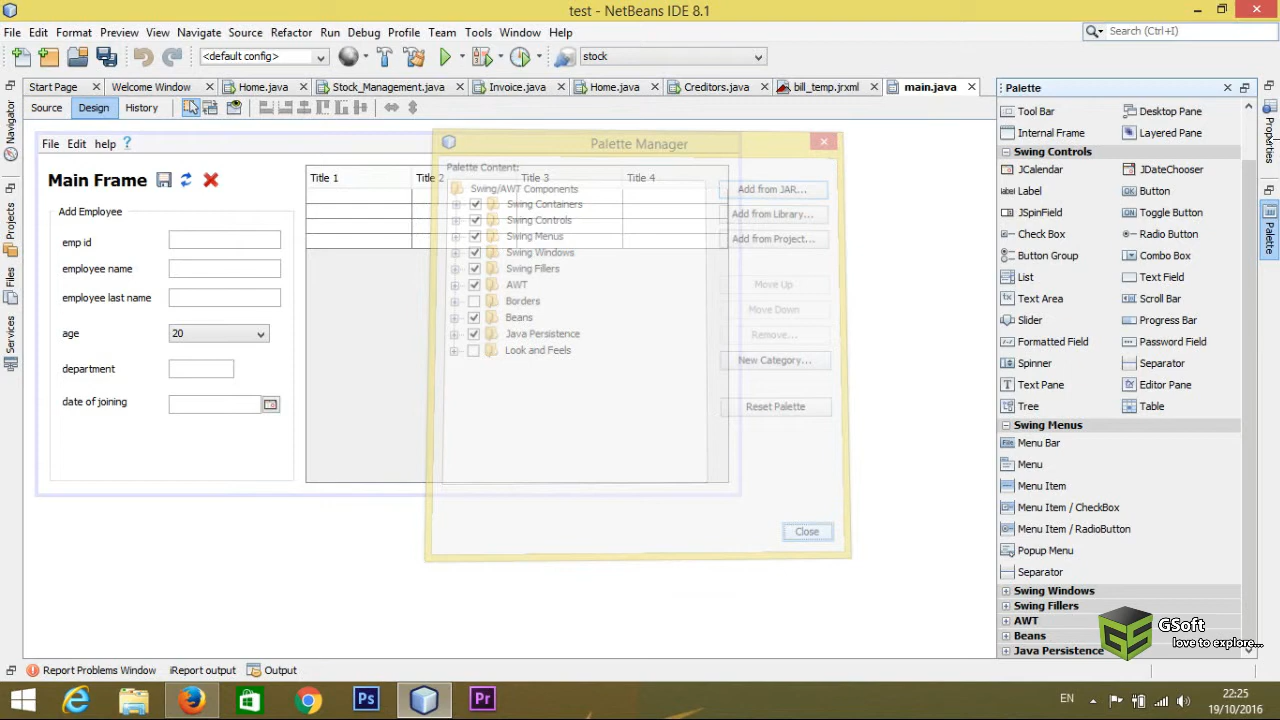 test - NetBeans IDE 8.1
File Edit Format Preview View Navigate Source Refactor Run Debug Profile Team Tools Window Help
Search (Ctrl+I)
<default config>
stock
Start Page
Welcome Window
Home.java
Stock_Management.java
Invoice.java
Home.java
Creditors.java
bill_temp.jrxml
main.java
Source
Design
History
Navigator
Projects
Files
Services
File Edit help ?
Main Frame
Add Employee
emp id
employee name
employee last name
age
20
department
date of joining
Title 1
Title 2
Title 3
Title 4
Palette Manager
Palette Content:
Swing/AWT Components
Swing Containers
Swing Controls
Swing Menus
Swing Windows
Swing Fillers
AWT
Borders
Beans
Java Persistence
Look and Feels
Add from JAR...
Add from Library...
Add from Project...
Move Up
Move Down
Remove...
New Category...
Reset Palette
Close
Palette
Tool Bar
Desktop Pane
Internal Frame
Layered Pane
Swing Controls
JCalendar
JDateChooser
Label
Button
JSpinField
Toggle Button
Check Box
Radio Button
Button Group
Combo Box
List
Text Field
Text Area
Scroll Bar
Slider
Progress Bar
Formatted Field
Password Field
Spinner
Separator
Text Pane
Editor Pane
Tree
Table
Swing Menus
Menu Bar
Menu
Menu Item
Menu Item / CheckBox
Menu Item / RadioButton
Popup Menu
Separator
Swing Windows
Swing Fillers
AWT
Beans
Java Persistence
Properties
Palette
GS
GSoft
love to explore...
Report Problems Window
iReport output
Output
Ps
Pr
EN
22:25
19/10/2016